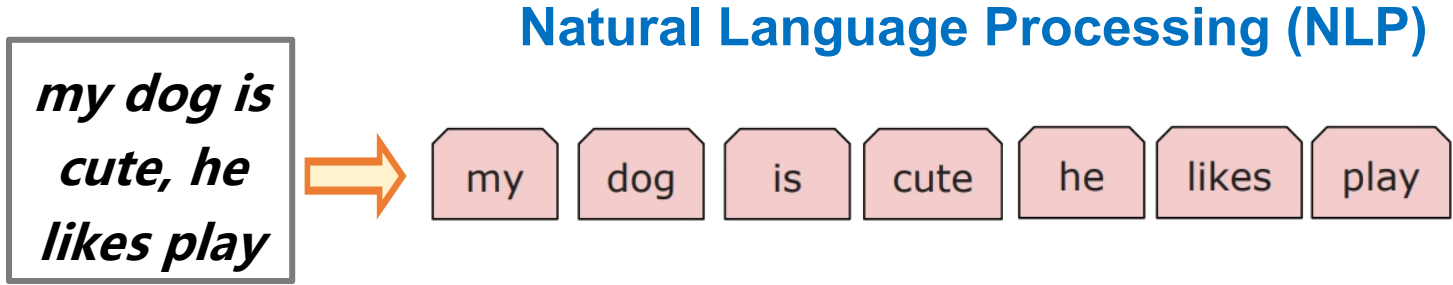 Natural Language Processing (NLP)
my dog is
cute, he
likes play
my dog is cute he likes play